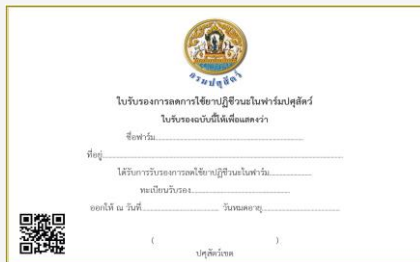 กรมปศุสัตว์
ใบรับรองการลดการใช้ยาปฏิชีวนะในฟาร์มปศุสัตว์
ใบรับรองฉบับนี้ให้เพื่อแสดงว่า
ชื่อฟาร์ม........................................................
ที่อยู่........................................................................................
ได้รับการรับรองการลดใช้ยาปฏิชีวนะในฟาร์ม................
ทะเบียนรับรอง.....................................
ออกให้ ณ วันที่............................. วันหมดอายุ.............................
( )
ปศุสัตว์เขต